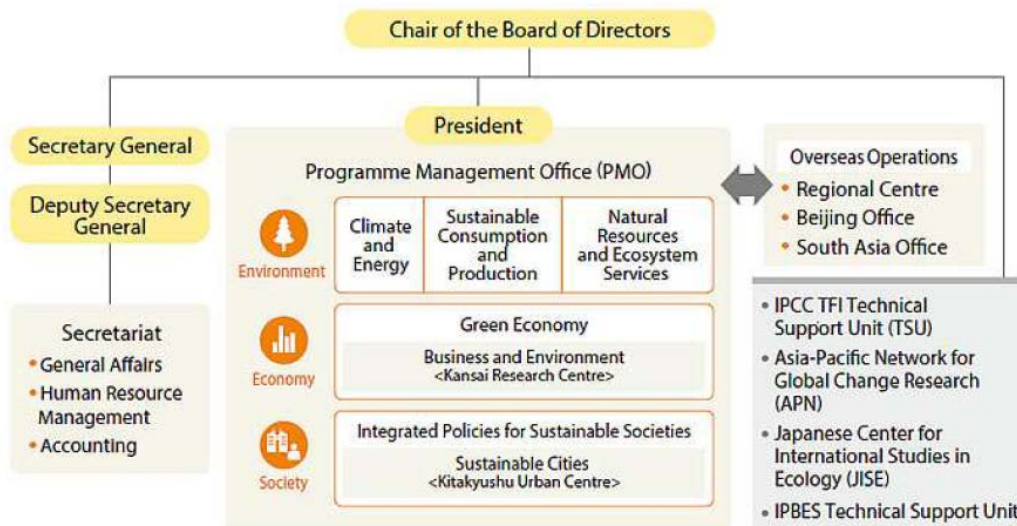 Chair of the Board of Directors
Secretary General
Deputy Secretary
General
Secretariat
• General Affairs
• Human Resource
Management
• Accounting
President
Programme Management Office (PMO)
Environment
Climate
and
Energy
Sustainable
Consumption
and
Production
Natural
Resources
and Ecosystem
Services
Economy
Green Economy
Business and Environment
<Kansai Research Centre>
Society
Integrated Policies for Sustainable Societies
Sustainable Cities
<Kitakyushu Urban Centre>
Overseas Operations
• Regional Centre
• Beijing Office
• South Asia Office
• IPCC TFI Technical
Support Unit (TSU)
• Asia-Pacific Network for
Global Change Research
(APN)
• Japanese Center for
International Studies in
Ecology (JISE)
• IPBES Technical Support Unit